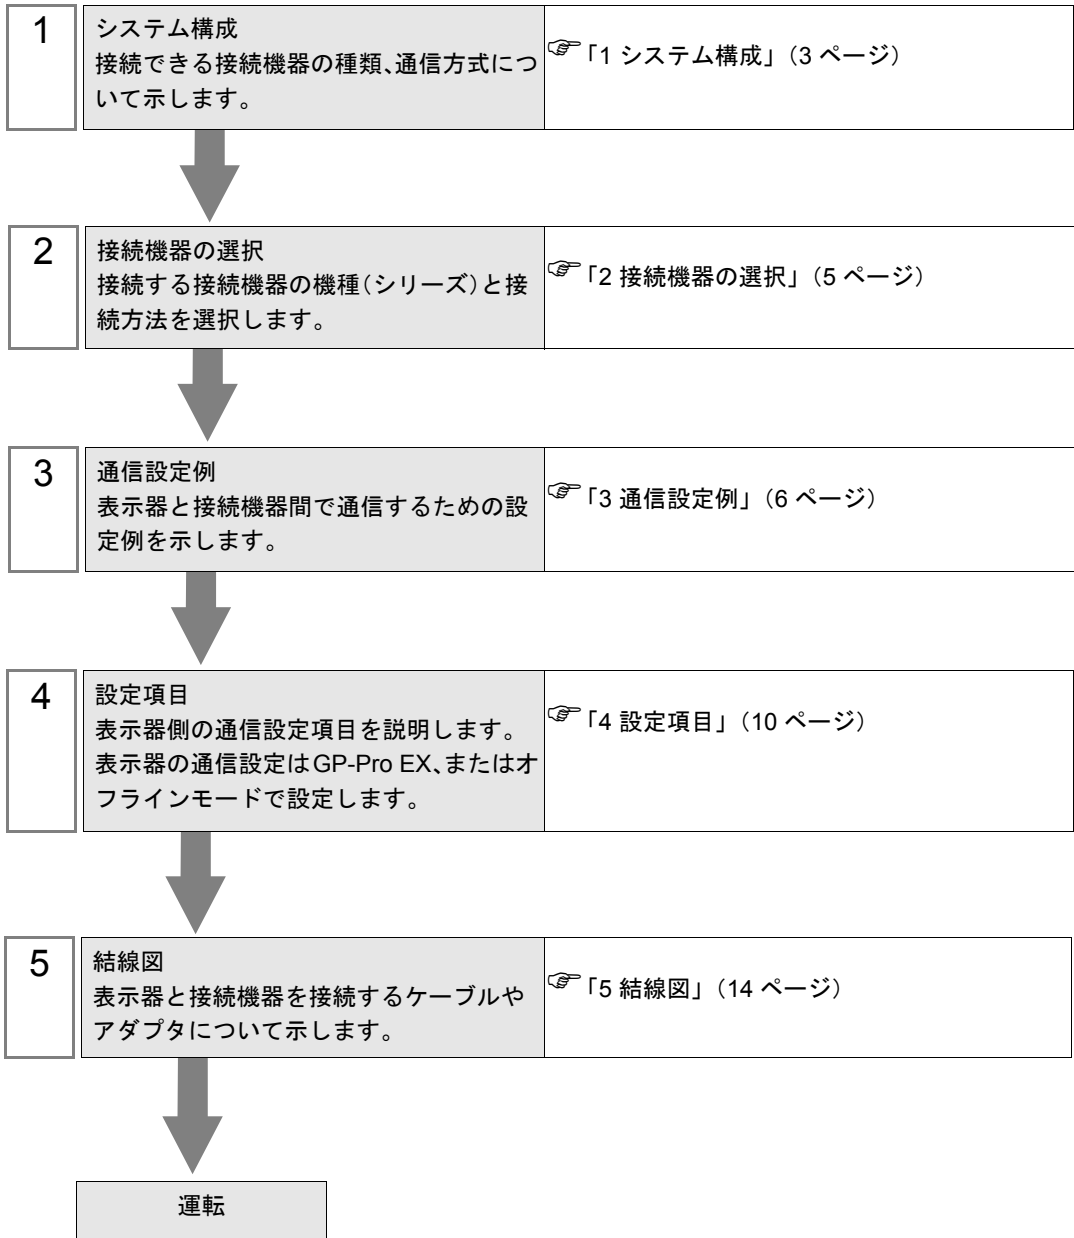 1
システム構成
接続できる接続機器の種類、通信方式につ
いて示します。
☞「1 システム構成」（3 ページ）
2
接続機器の選択
接続する接続機器の機種（シリーズ）と接
続方法を選択します。
☞「2 接続機器の選択」（5 ページ）
3
通信設定例
表示器と接続機器間で通信するための設
定例を示します。
☞「3 通信設定例」（6 ページ）
4
設定項目
表示器側の通信設定項目を説明します。
表示器の通信設定はGP-Pro EX、またはオ
フラインモードで設定します。
☞「4 設定項目」（10 ページ）
5
結線図
表示器と接続機器を接続するケーブルや
アダプタについて示します。
☞「5 結線図」（14 ページ）
運転